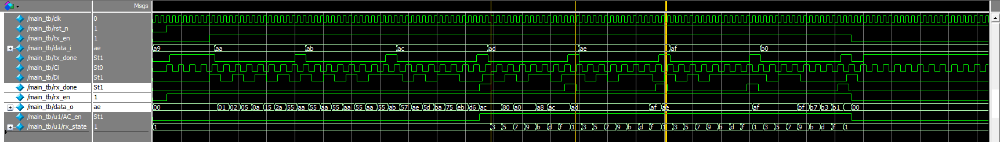 Msgs
/main_tb/clk 0
/main_tb/rst_n 1
/main_tb/tx_en 1
/main_tb/data_i ae a9 aa ab ac ad ae af b0
/main_tb/tx_done St1
/main_tb/Ci St0
/main_tb/Di St1
/main_tb/rx_done St1
/main_tb/rx_en 1
/main_tb/data_o ae 00 01 02 05 0a 15 2a 55 aa 55 aa 55 aa 55 aa 55 ab 57 ae 5d ba 75 eb d6 ac 80 a0 a8 ac ad af ae af bf b7 b3 b1 00
/main_tb/u1/AC_en St1
/main_tb/u1/rx_state 1 1 3 5 7 9 b d f 1 3 5 7 9 b d f 1 3 5 7 9 b d f 1 3 5 7 9 b d f 1